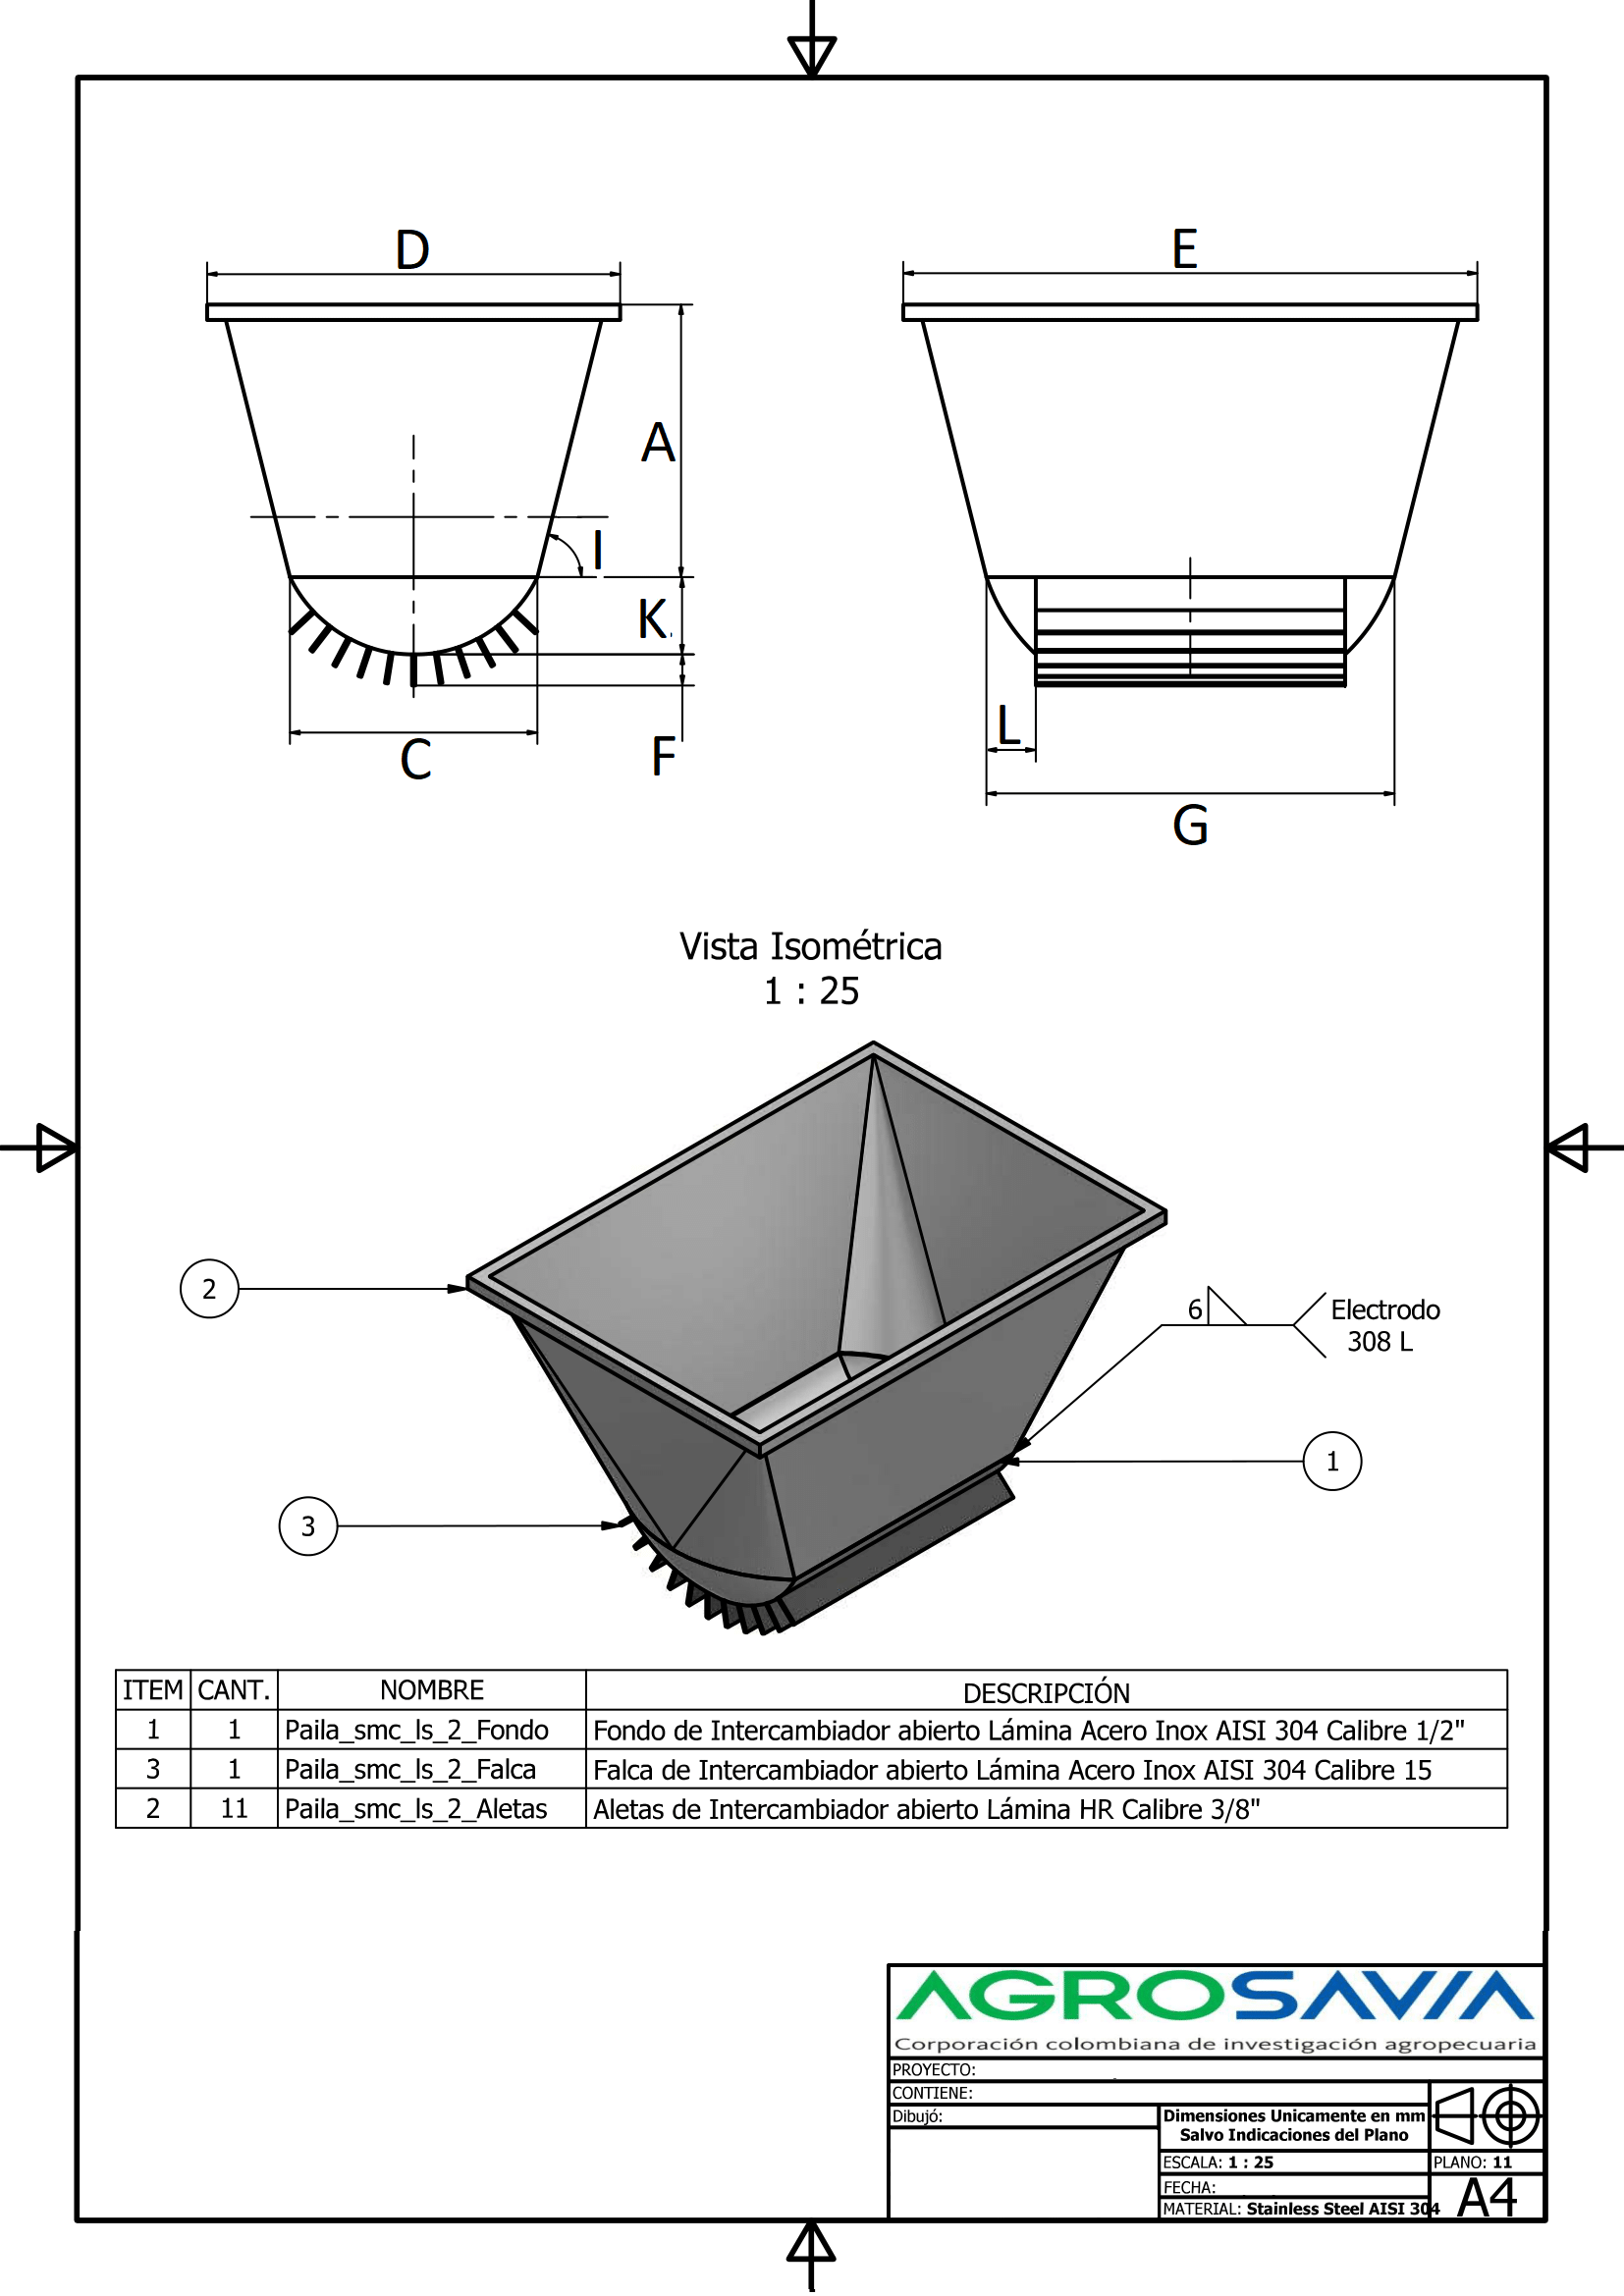 D
E
A
I
K
C
F
L
G
Vista Isométrica
1 : 25
2
6
Electrodo
308 L
1
3
ITEM CANT. NOMBRE DESCRIPCIÓN
1 1 Paila_smc_ls_2_Fondo Fondo de Intercambiador abierto Lámina Acero Inox AISI 304 Calibre 1/2"
3 1 Paila_smc_ls_2_Falca Falca de Intercambiador abierto Lámina Acero Inox AISI 304 Calibre 15
2 11 Paila_smc_ls_2_Aletas Aletas de Intercambiador abierto Lámina HR Calibre 3/8"
AGROSAVIA
Corporación colombiana de investigación agropecuaria
PROYECTO:
CONTIENE:
Dibujó:
Dimensiones Unicamente en mm
Salvo Indicaciones del Plano
ESCALA: 1 : 25
PLANO: 11
FECHA:
MATERIAL: Stainless Steel AISI 304
A4